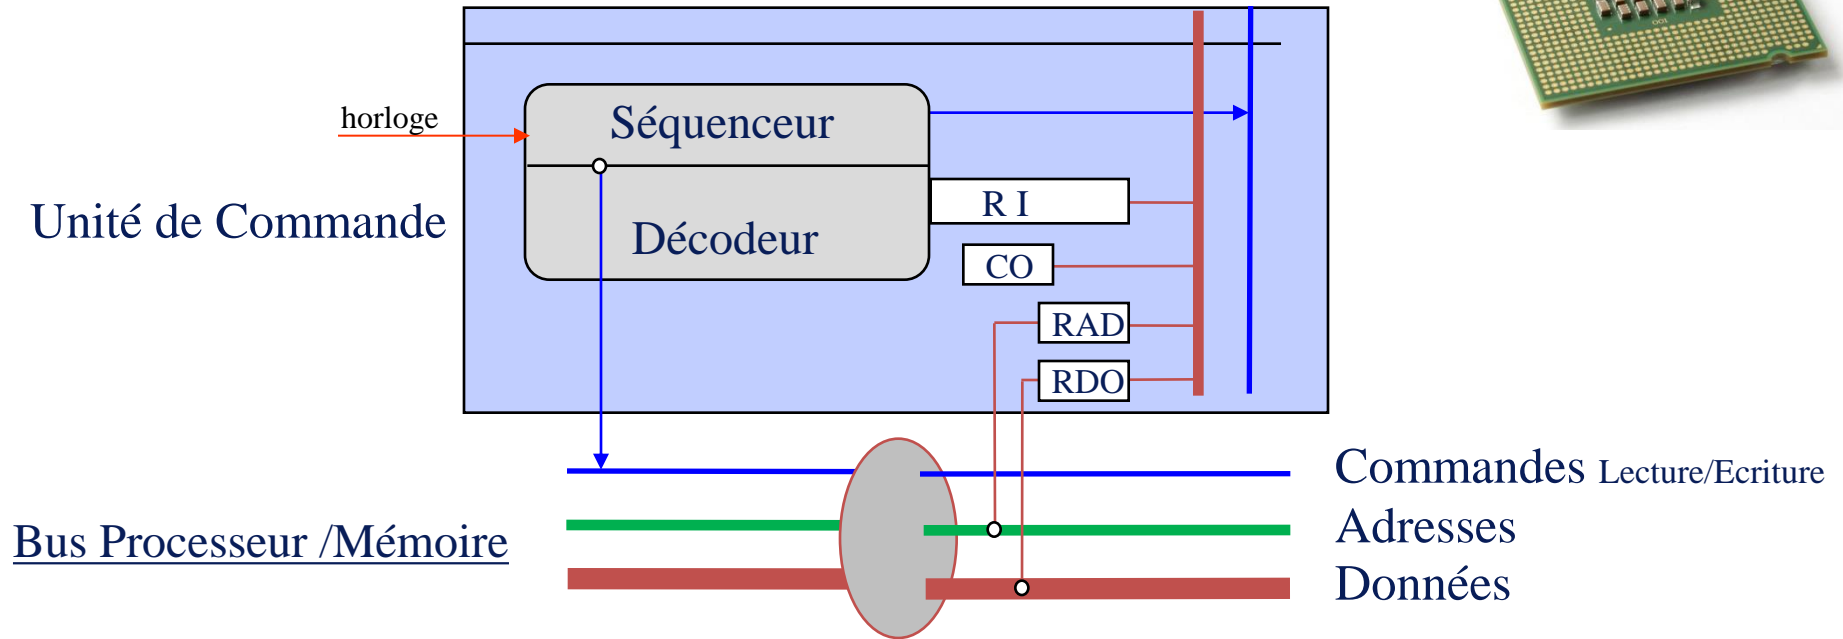 horloge
Séquenceur
Décodeur
Unité de Commande
R I
CO
RAD
RDO
Bus Processeur /Mémoire
Commandes Lecture/Ecriture
Adresses
Données